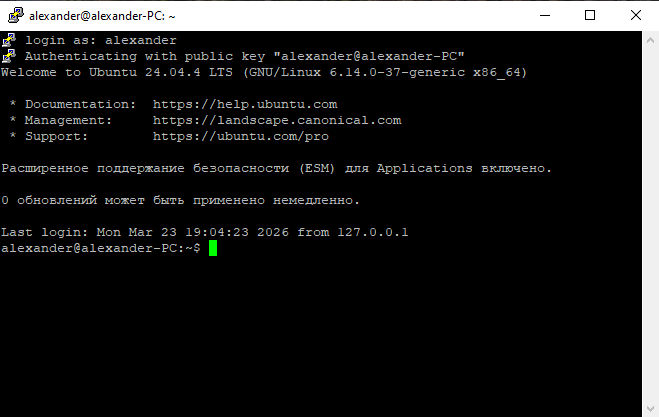 alexander@alexander-PC: ~
login as: alexander
Authenticating with public key "alexander@alexander-PC"
Welcome to Ubuntu 24.04.4 LTS (GNU/Linux 6.14.0-37-generic x86_64)
* Documentation:  https://help.ubuntu.com
* Management:     https://landscape.canonical.com
* Support:        https://ubuntu.com/pro
Расширенное поддержание безопасности (ESM) для Applications включено.
0 обновлений может быть применено немедленно.
Last login: Mon Mar 23 19:04:23 2026 from 127.0.0.1
alexander@alexander-PC:~$